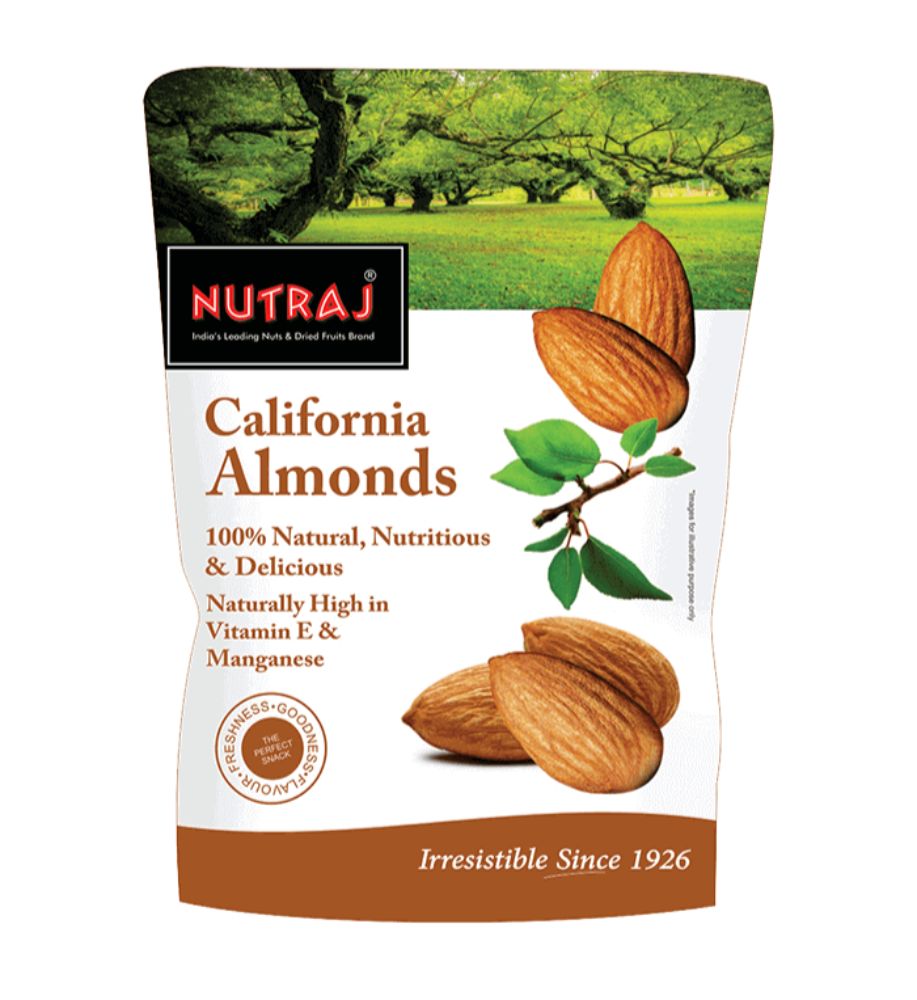 NUTRAJ®
India's Leading Nuts & Dried Fruits Brand
California
Almonds
100% Natural, Nutritious
& Delicious
Naturally High in
Vitamin E &
Manganese
FRESHNESS•GOODNESS•FLAVOUR•
THE
PERFECT
SNACK
*Images for illustrative purpose only
Irresistible Since 1926